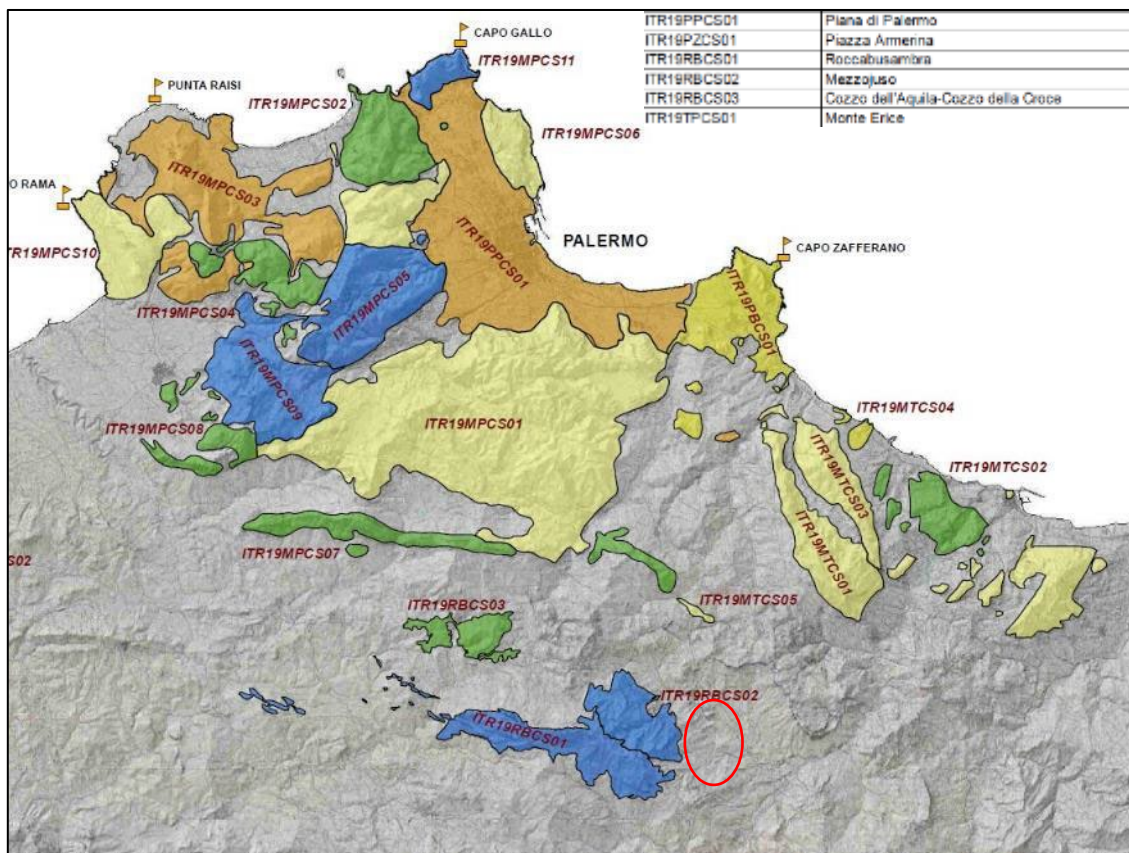 ITR19PPCS01 Piana di Palermo
ITR19PZCS01 Piazza Armerina
ITR19RBCS01 Roccabusambra
ITR19RBCS02 Mezzojuso
ITR19RBCS03 Cozzo dell'Aquila-Cozzo della Croce
ITR19TPCS01 Monte Erice
CAPO GALLO
ITR19MPCS11
PUNTA RAISI
ITR19MPCS02
ITR19MPCS06
ITR19MPCS03
O RAMA
PALERMO
CAPO ZAFFERANO
ITR19PPCS01
TR19MPCS10
ITR19MPCS05
ITR19PBCS01
ITR19MPCS04
ITR19MPCS09
ITR19MTCS04
ITR19MPCS08
ITR19MPCS01
ITR19MTCS03
ITR19MTCS02
ITR19MPCS07
S02
ITR19MTCS01
ITR19MTCS05
ITR19RBCS03
ITR19RBCS02
ITR19RBCS01